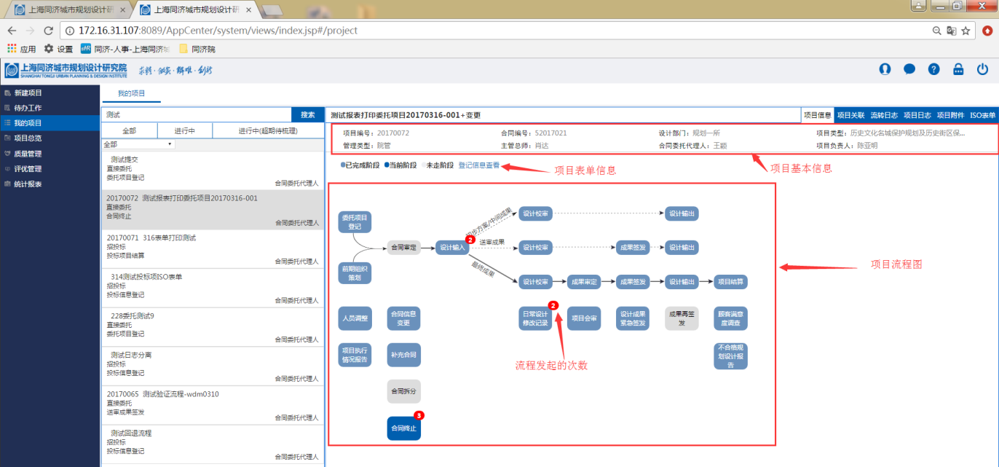 上海同济城市规划设计研
上海同济城市规划设计研
172.16.31.107:8089/AppCenter/system/views/index.jsp#/project
应用 设置 同济-人事-上海同济 同济院
上海同济城市规划设计研究院
SHANGHAI TONGJI URBAN PLANNING & DESIGN INSTITUTE
新建项目
待办工作
我的项目
项目总览
质量管理
评优管理
统计报表
我的项目
测试 搜索
全部 进行中 进行中(超期待梳理)
全部
测试提交
直接委托
委托项目登记
合同委托代理人
20170072 测试报表打印委托项目20170316-001
直接委托
合同终止
合同委托代理人
20170071 316表单打印测试
招投标
投标项目结算
合同委托代理人
314测试投标项ISO表单
招投标
投标信息登记
合同委托代理人
228委托测试9
直接委托
委托项目登记
合同委托代理人
测试日志分离
招投标
投标信息登记
合同委托代理人
20170065 测试验证流程-wdm0310
直接委托
送审成果签发
合同委托代理人
测试回退流程
招投标
投标信息登记
合同委托代理人
测试报表打印委托项目20170316-001+变更
项目信息 项目关联 流转日志 项目日志 项目附件 ISO表单
项目编号：20170072 合同编号：S2017021 设计部门：规划一所 项目类型：历史文化名城保护规划及历史街区保...
管理类型：院管 主管总师：肖达 合同委托代理人：王颖 项目负责人：陈亚明
项目基本信息
已完成阶段 当前阶段 未走阶段 登记信息查看
项目表单信息
委托项目
登记
前期组织
策划
合同审定
设计输入
2
初步方案/中间成果
送审成果
最终成果
设计校审
设计输出
设计校审
成果签发
设计输出
设计校审
成果审定
成果签发
设计输出
项目结算
项目流程图
人员调整
合同信息
变更
日常设计
修改记录
2
项目会审
设计成果
紧急签发
成果再签
发
顾客满意
度调查
项目执行
情况报告
补充合同
不合格规
划设计报
告
流程发起的次数
合同拆分
合同终止
3